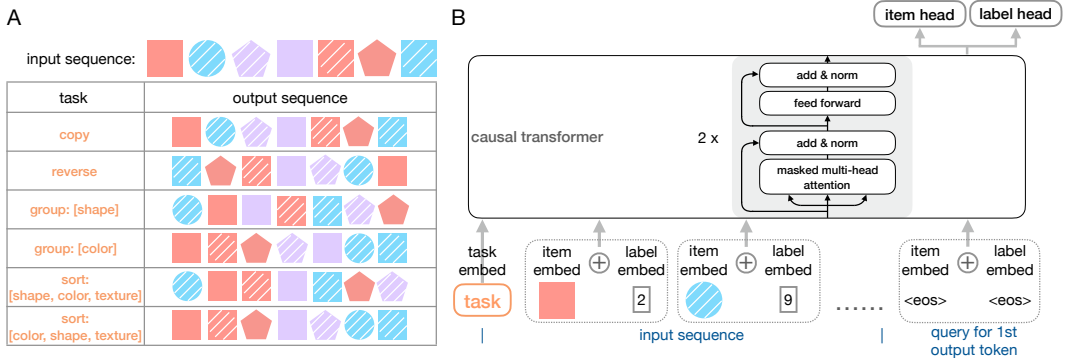 A
input sequence:
task
output sequence
copy
reverse
group: [shape]
group: [color]
sort:
[shape, color, texture]
sort:
[color, shape, texture]
B
item head
label head
causal transformer
2 x
add & norm
feed forward
add & norm
masked multi-head
attention
task
embed
item
embed
label
embed
item
embed
label
embed
item
embed
label
embed
task
2
9
......
<eos>
<eos>
input sequence
query for 1st
output token